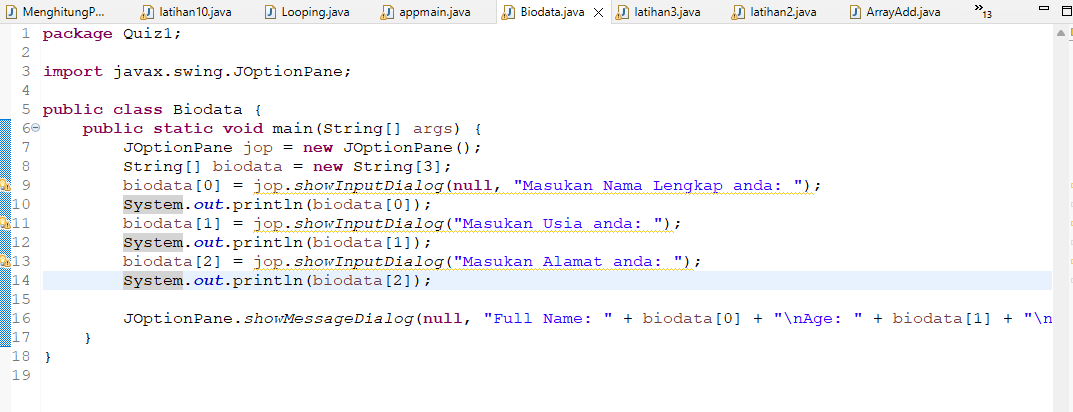 MenghitungP... latihan10.java Looping.java appmain.java Biodata.java latihan3.java latihan2.java ArrayAdd.java »13
1 package Quiz1;
2
3 import javax.swing.JOptionPane;
4
5 public class Biodata {
6 public static void main(String[] args) {
7 JOptionPane jop = new JOptionPane();
8 String[] biodata = new String[3];
9 biodata[0] = jop.showInputDialog(null, "Masukan Nama Lengkap anda: ");
10 System.out.println(biodata[0]);
11 biodata[1] = jop.showInputDialog("Masukan Usia anda: ");
12 System.out.println(biodata[1]);
13 biodata[2] = jop.showInputDialog("Masukan Alamat anda: ");
14 System.out.println(biodata[2]);
15
16 JOptionPane.showMessageDialog(null, "Full Name: " + biodata[0] + "\nAge: " + biodata[1] + "\n
17 }
18 }
19